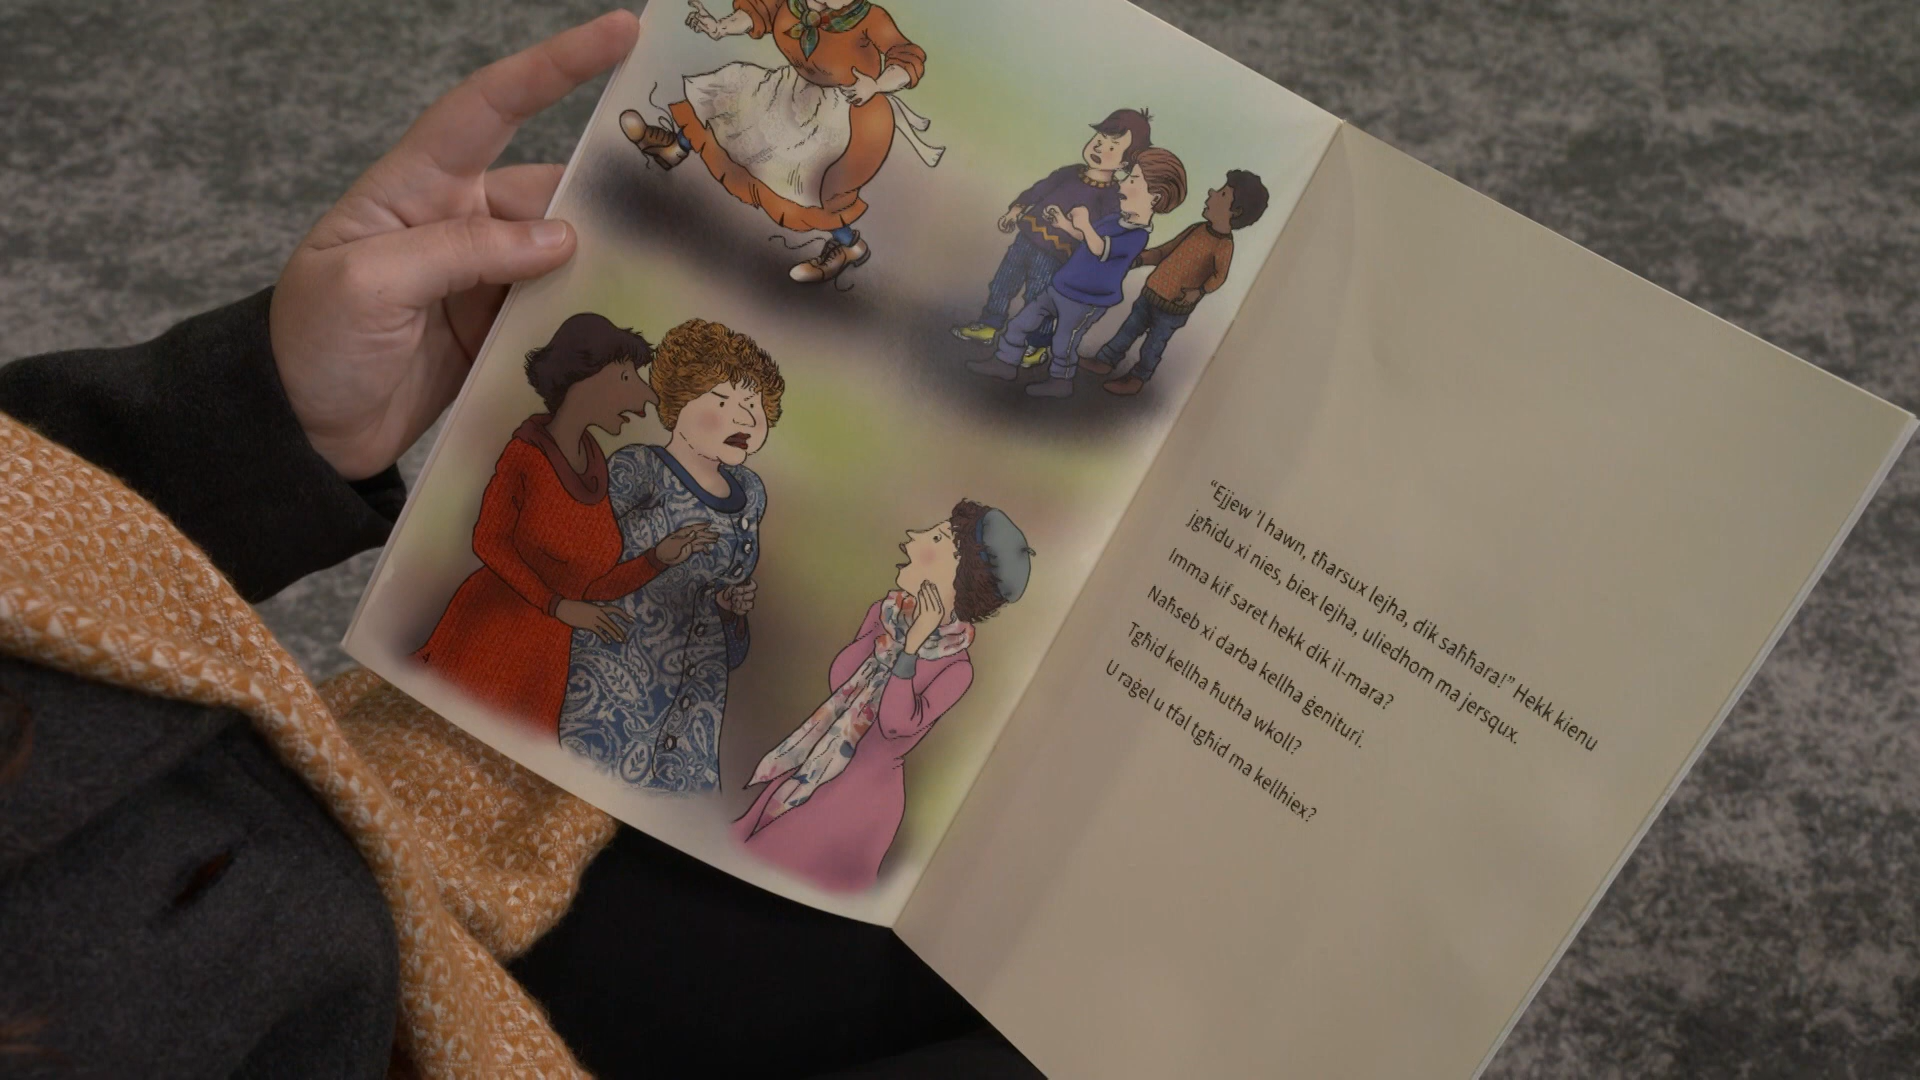 “Ejjew 'l hawn, tħarsux lejha, dik saħħara!” Hekk kienu
jgħidu xi nies, biex lejha, uliedhom ma jersqux.
Imma kif saret hekk dik il-mara?
Naħseb xi darba kellha ġenituri.
Tgħid kellha ħutha wkoll?
U raġel u tfal tgħid ma kellhiex?